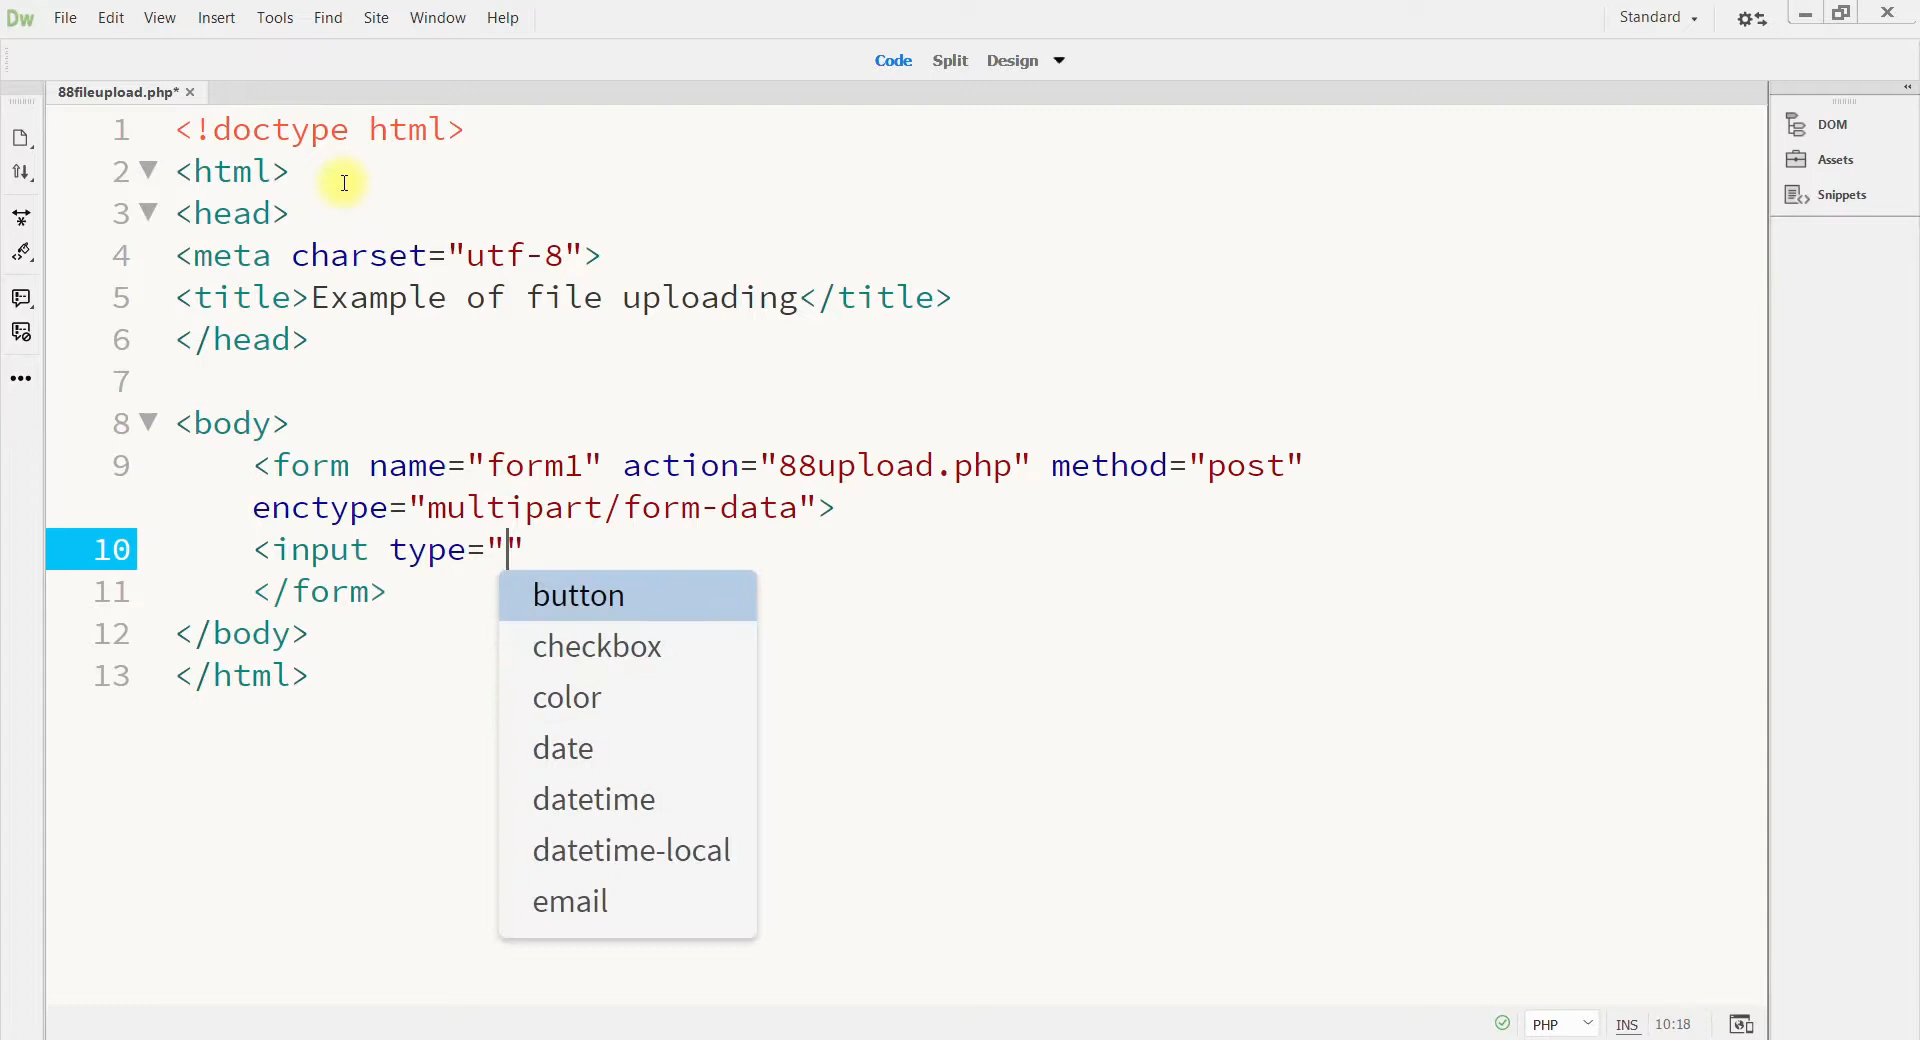 Dw File Edit View Insert Tools Find Site Window Help Standard
Code Split Design
88fileupload.php*
1 <!doctype html>
2 <html>
3 <head>
4 <meta charset="utf-8">
5 <title>Example of file uploading</title>
6 </head>
7
8 <body>
9 <form name="form1" action="88upload.php" method="post"
enctype="multipart/form-data">
10 <input type=""
11 </form>
12 </body>
13 </html>
button
checkbox
color
date
datetime
datetime-local
email
DOM
Assets
Snippets
PHP INS 10:18